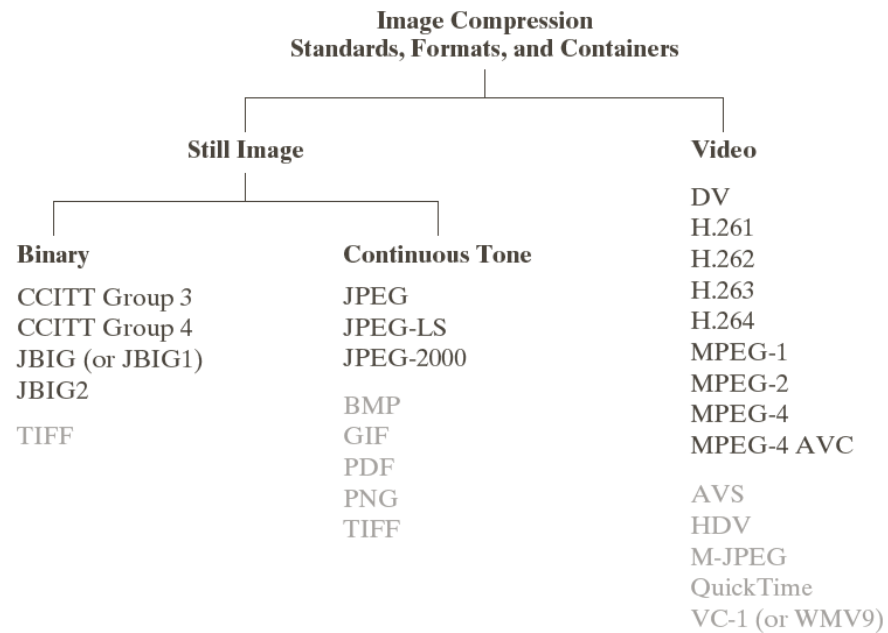 Image Compression
Standards, Formats, and Containers
Still Image
Binary
CCITT Group 3
CCITT Group 4
JBIG (or JBIG1)
JBIG2
TIFF
Continuous Tone
JPEG
JPEG-LS
JPEG-2000
BMP
GIF
PDF
PNG
TIFF
Video
DV
H.261
H.262
H.263
H.264
MPEG-1
MPEG-2
MPEG-4
MPEG-4 AVC
AVS
HDV
M-JPEG
QuickTime
VC-1 (or WMV9)